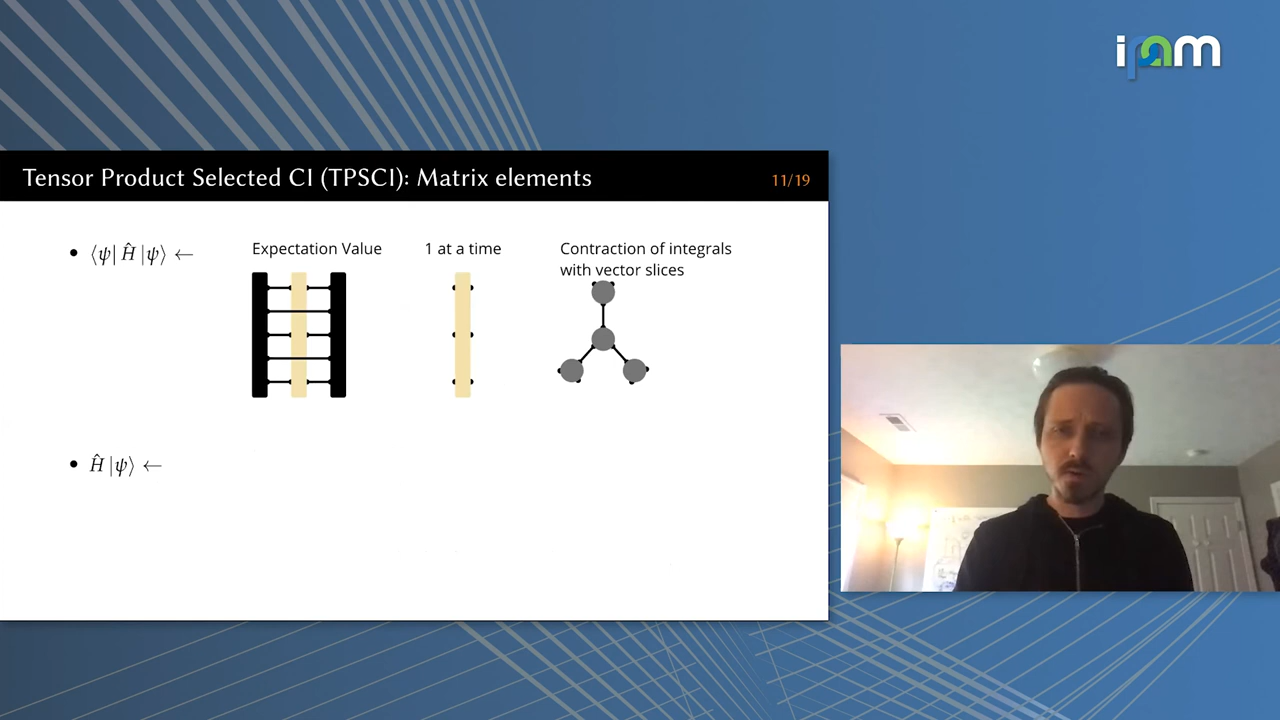 ipam
Tensor Product Selected CI (TPSCI): Matrix elements
11/19
• ⟨ψ| Ĥ |ψ⟩ ←
Expectation Value
1 at a time
Contraction of integrals
with vector slices
• Ĥ |ψ⟩ ←